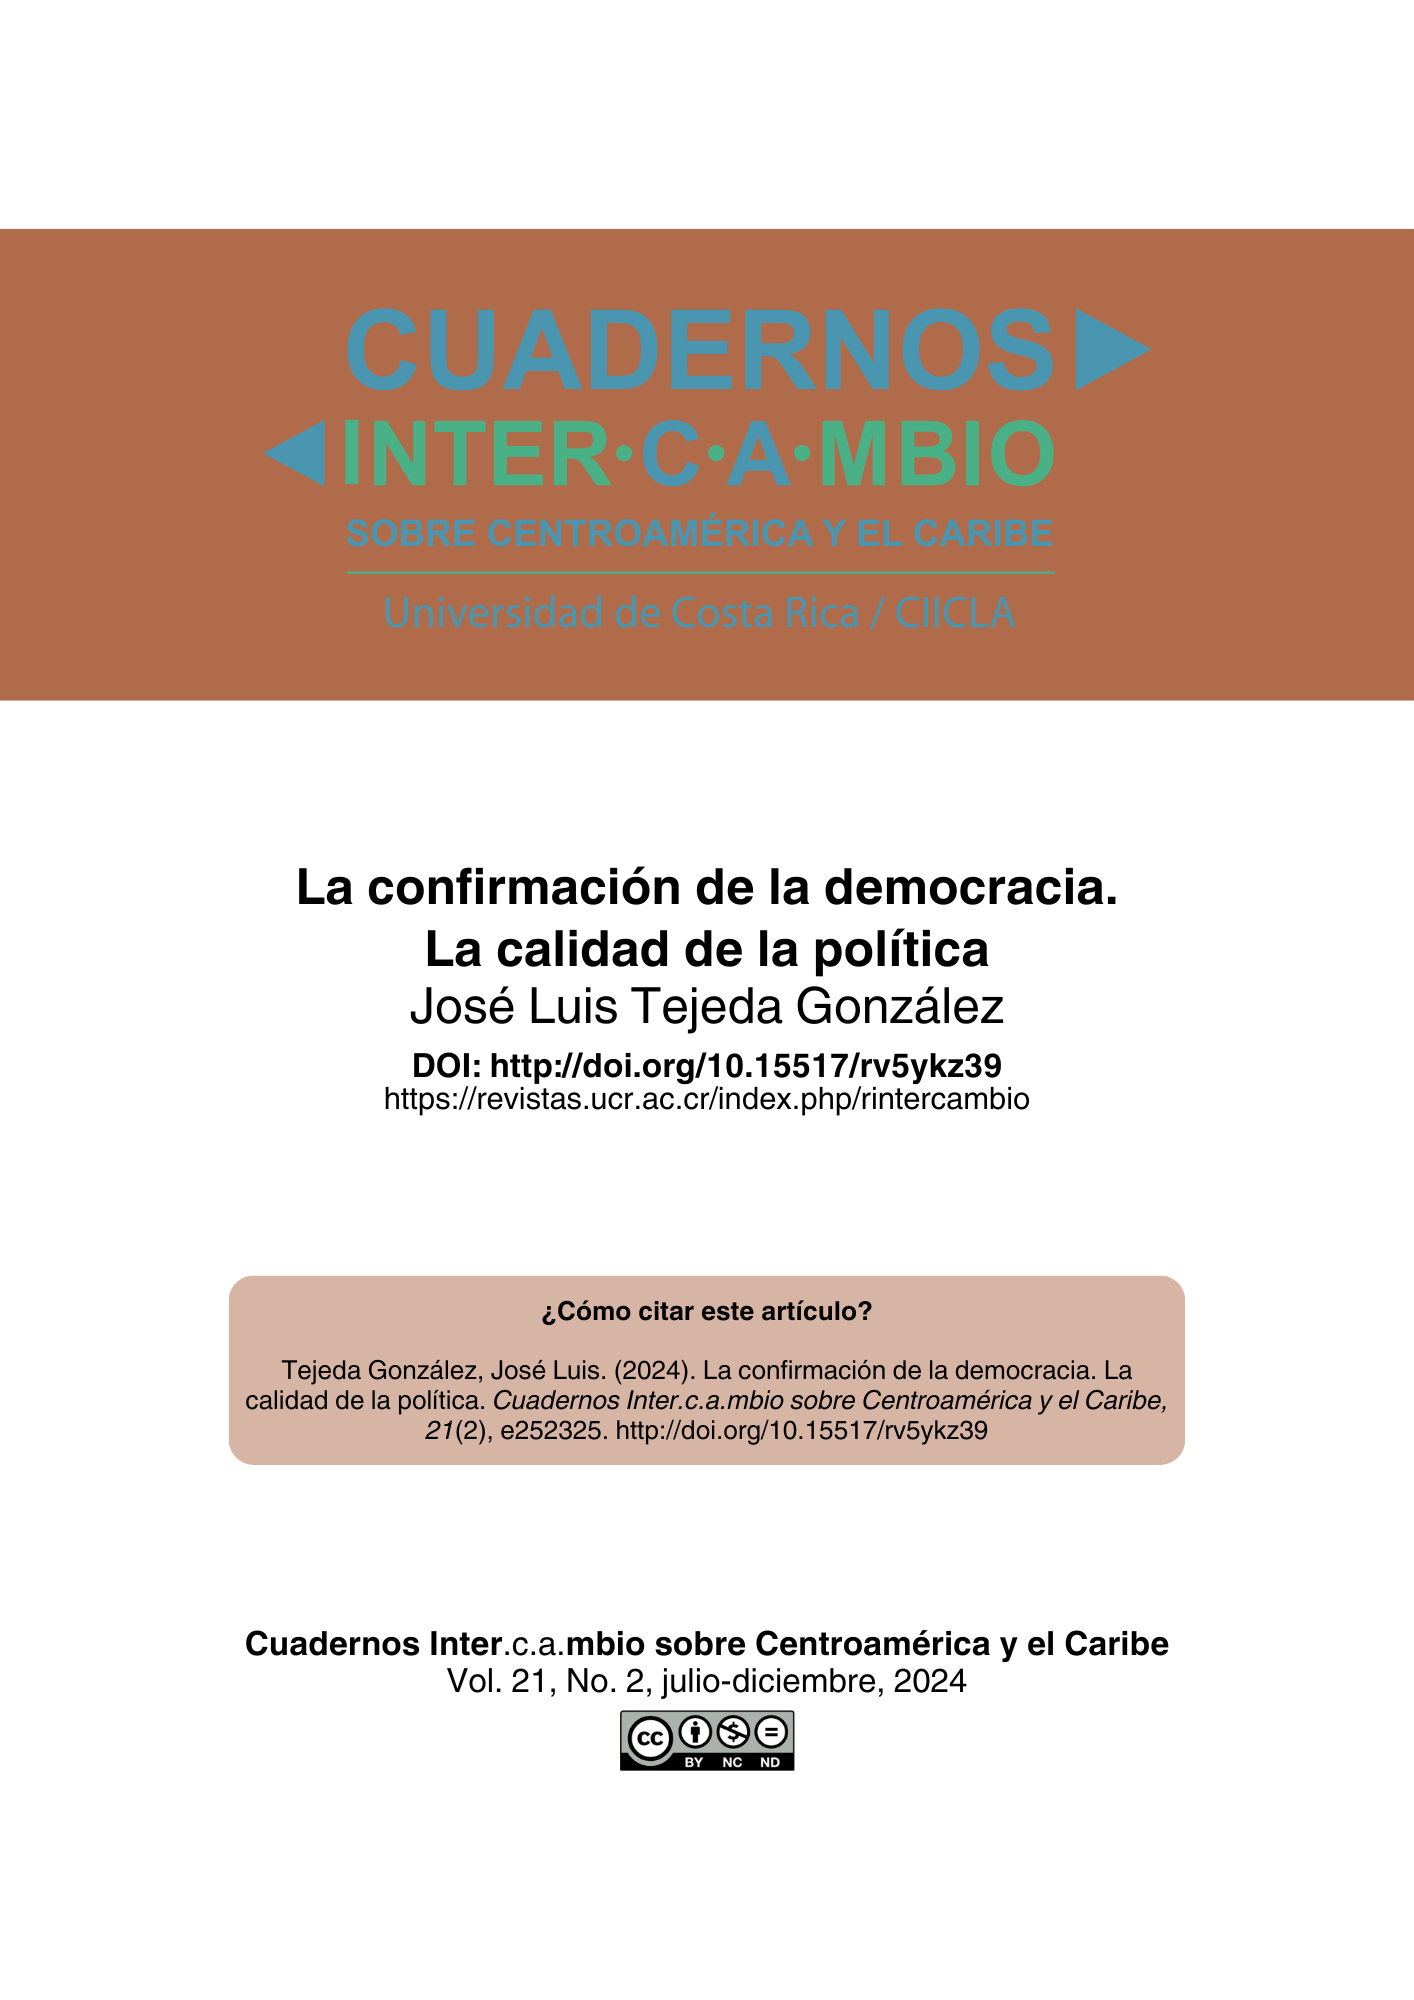 CUADERNOS
INTER·C·A·MBIO
SOBRE CENTROAMÉRICA Y EL CARIBE
Universidad de Costa Rica / CIICLA
La confirmación de la democracia.
La calidad de la política
José Luis Tejeda González
DOI: http://doi.org/10.15517/rv5ykz39
https://revistas.ucr.ac.cr/index.php/rintercambio
¿Cómo citar este artículo?
Tejeda González, José Luis. (2024). La confirmación de la democracia. La
calidad de la política. Cuadernos Inter.c.a.mbio sobre Centroamérica y el Caribe,
21(2), e252325. http://doi.org/10.15517/rv5ykz39
Cuadernos Inter.c.a.mbio sobre Centroamérica y el Caribe
Vol. 21, No. 2, julio-diciembre, 2024
cc BY NC ND